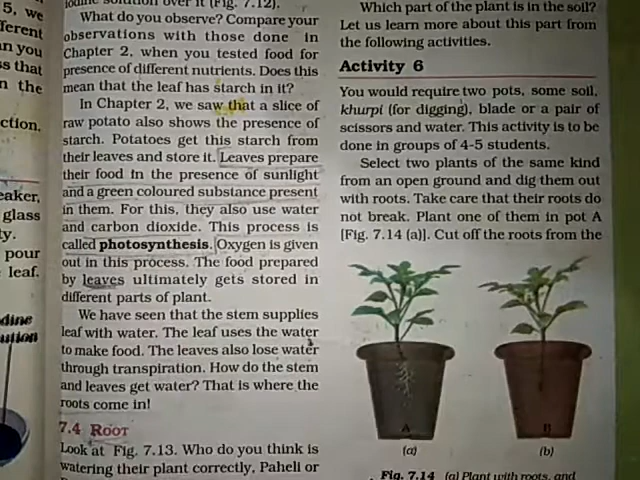 5, we
fferent
an you
s that
n the
ction,
eaker,
glass
ty.
pour
leaf.
dine
ution
iodine solution over it (Fig. 7.12).
What do you observe? Compare your
observations with those done in
Chapter 2, when you tested food for
presence of different nutrients. Does this
mean that the leaf has starch in it?
In Chapter 2, we saw that a slice of
raw potato also shows the presence of
starch. Potatoes get this starch from
their leaves and store it. Leaves prepare
their food in the presence of sunlight
and a green coloured substance present
in them. For this, they also use water
and carbon dioxide. This process is
called photosynthesis. Oxygen is given
out in this process. The food prepared
by leaves ultimately gets stored in
different parts of plant.
We have seen that the stem supplies
leaf with water. The leaf uses the water
to make food. The leaves also lose water
through transpiration. How do the stem
and leaves get water? That is where the
roots come in!
7.4 ROOT
Look at Fig. 7.13. Who do you think is
watering their plant correctly, Paheli or
Which part of the plant is in the soil?
Let us learn more about this part from
the following activities.
Activity 6
You would require two pots, some soil,
khurpi (for digging), blade or a pair of
scissors and water. This activity is to be
done in groups of 4-5 students.
Select two plants of the same kind
from an open ground and dig them out
with roots. Take care that their roots do
not break. Plant one of them in pot A
[Fig. 7.14 (a)]. Cut off the roots from the
A
B
(a)
(b)
Fig. 7.14 (a) Plant with roots, and